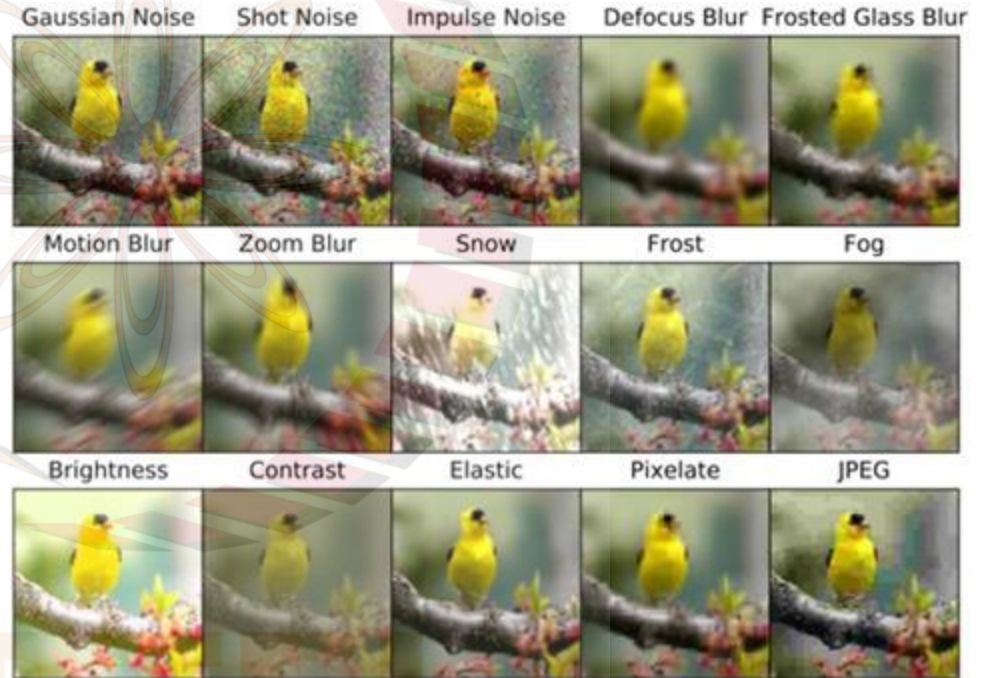 Gaussian Noise Shot Noise Impulse Noise Defocus Blur Frosted Glass Blur
Motion Blur Zoom Blur Snow Frost Fog
Brightness Contrast Elastic Pixelate JPEG